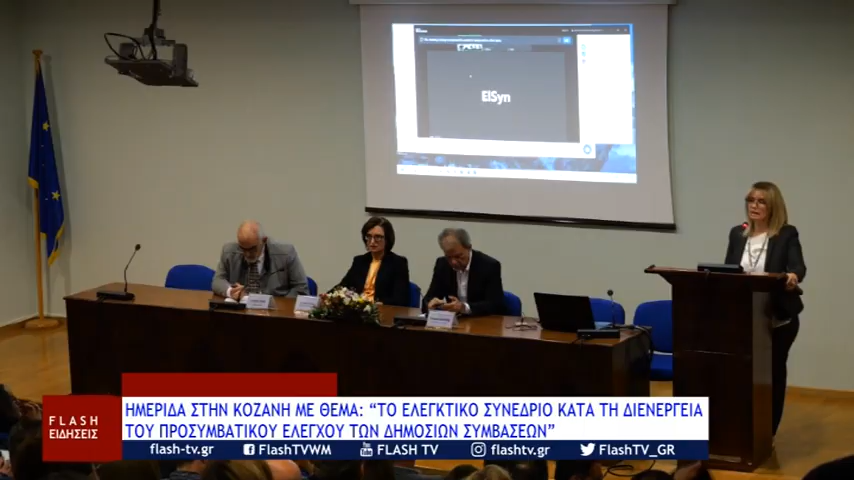 ElSyn
FLASH
ΕΙΔΗΣΕΙΣ
ΗΜΕΡΙΔΑ ΣΤΗΝ ΚΟΖΑΝΗ ΜΕ ΘΕΜΑ: “ΤΟ ΕΛΕΓΚΤΙΚΟ ΣΥΝΕΔΡΙΟ ΚΑΤΑ ΤΗ ΔΙΕΝΕΡΓΕΙΑ
ΤΟΥ ΠΡΟΣΥΜΒΑΤΙΚΟΥ ΕΛΕΓΧΟΥ ΤΩΝ ΔΗΜΟΣΙΩΝ ΣΥΜΒΑΣΕΩΝ”
flash-tv.gr FlashTVWM FLASH TV FlashTV.gr FlashTV_GR